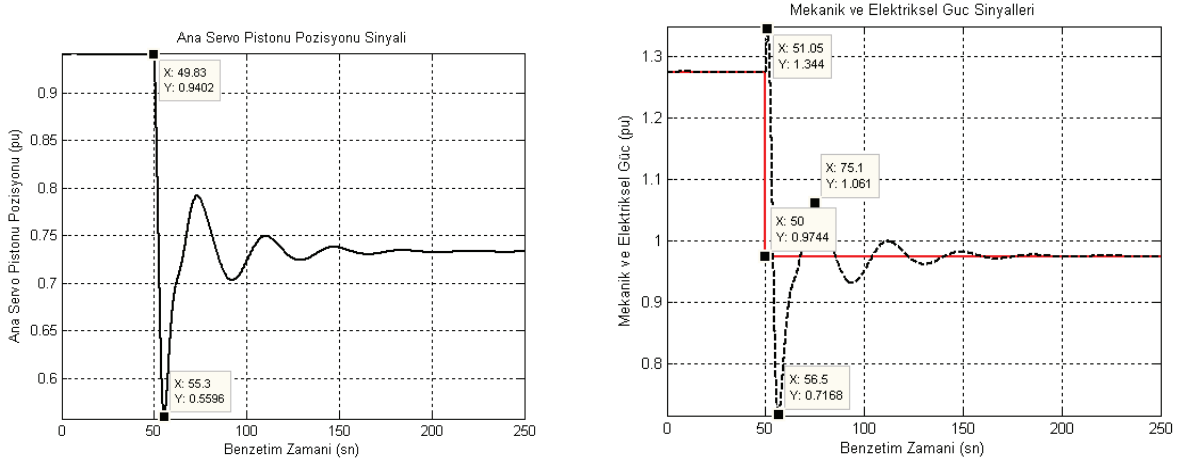 Ana Servo Pistonu Pozisyonu Sinyali
Ana Servo Pistonu Pozisyonu (pu)
0.9
0.85
0.8
0.75
0.7
0.65
0.6
X: 49.83
Y: 0.9402
X: 55.3
Y: 0.5596
0
50
100
150
200
250
Benzetim Zamani (sn)
Mekanik ve Elektriksel Guc Sinyalleri
Mekanik ve Elektriksel Güc (pu)
1.3
1.2
1.1
1
0.9
0.8
X: 51.05
Y: 1.344
X: 75.1
Y: 1.061
X: 50
Y: 0.9744
X: 56.5
Y: 0.7168
0
50
100
150
200
250
Benzetim Zamani (sn)